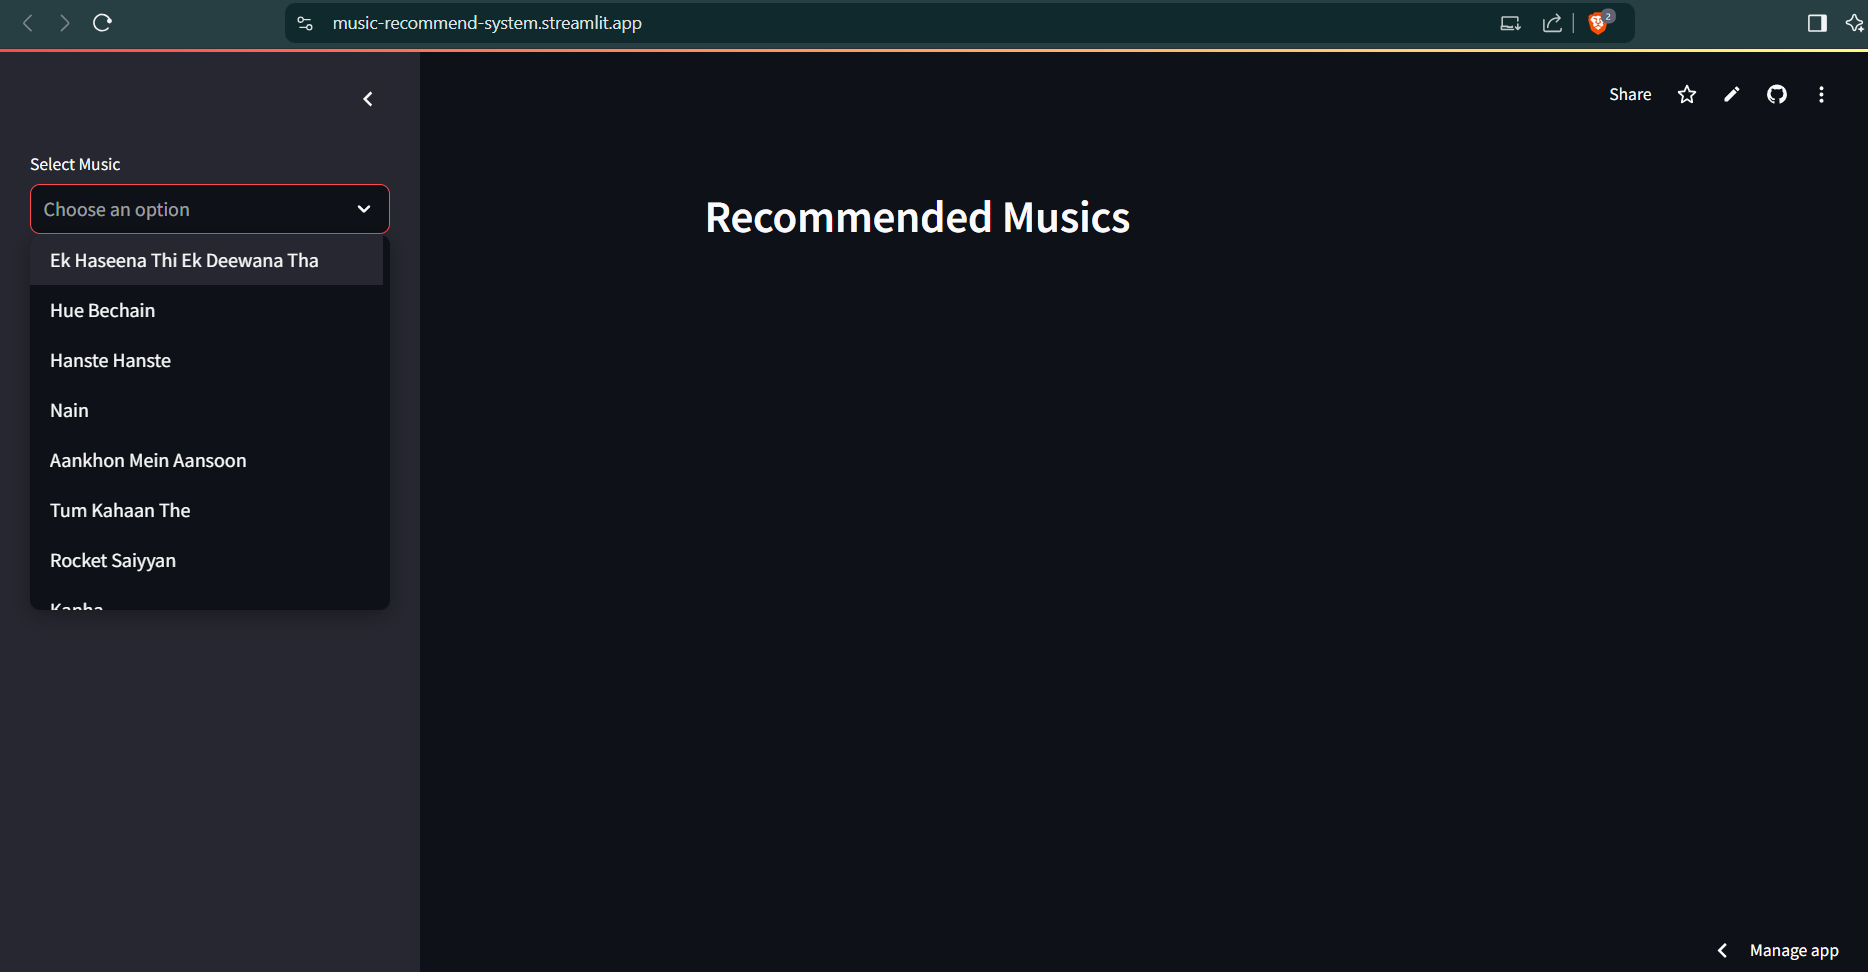 music-recommend-system.streamlit.app
2
Share
Select Music
Choose an option
Recommended Musics
Ek Haseena Thi Ek Deewana Tha
Hue Bechain
Hanste Hanste
Nain
Aankhon Mein Aansoon
Tum Kahaan The
Rocket Saiyyan
Manage app